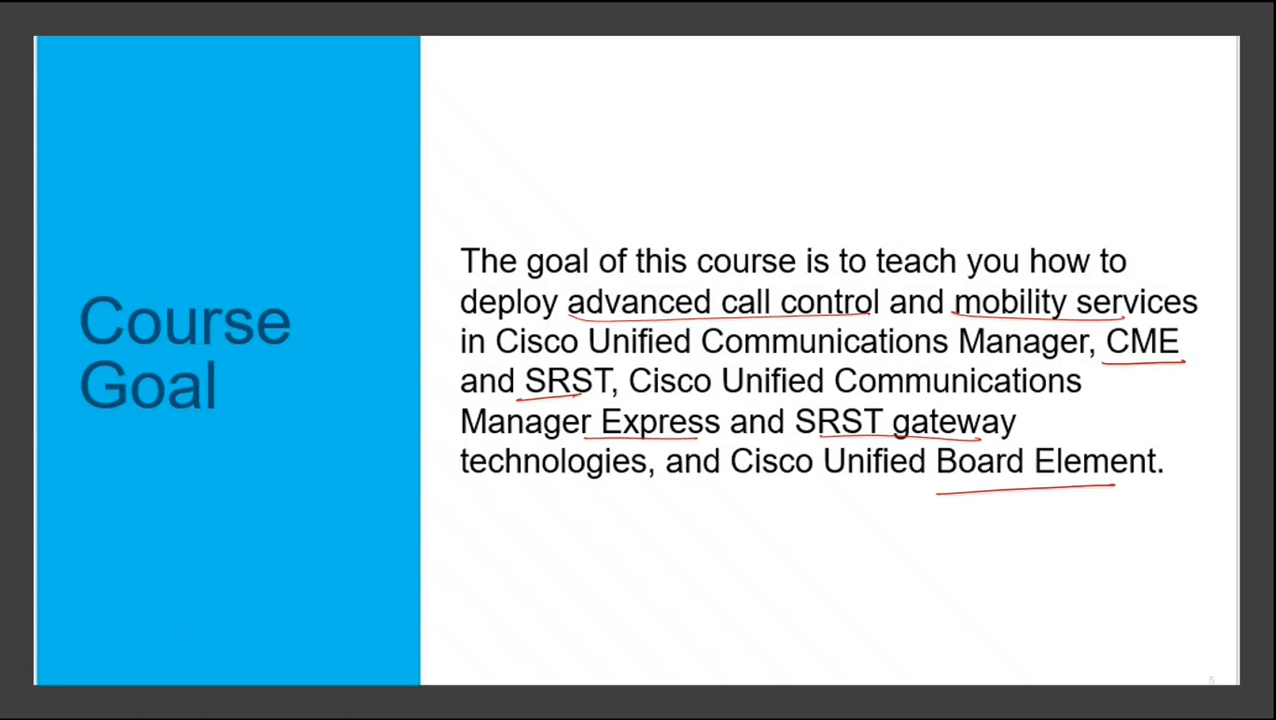 Course
Goal
The goal of this course is to teach you how to
deploy advanced call control and mobility services
in Cisco Unified Communications Manager, CME
and SRST, Cisco Unified Communications
Manager Express and SRST gateway
technologies, and Cisco Unified Board Element.
5